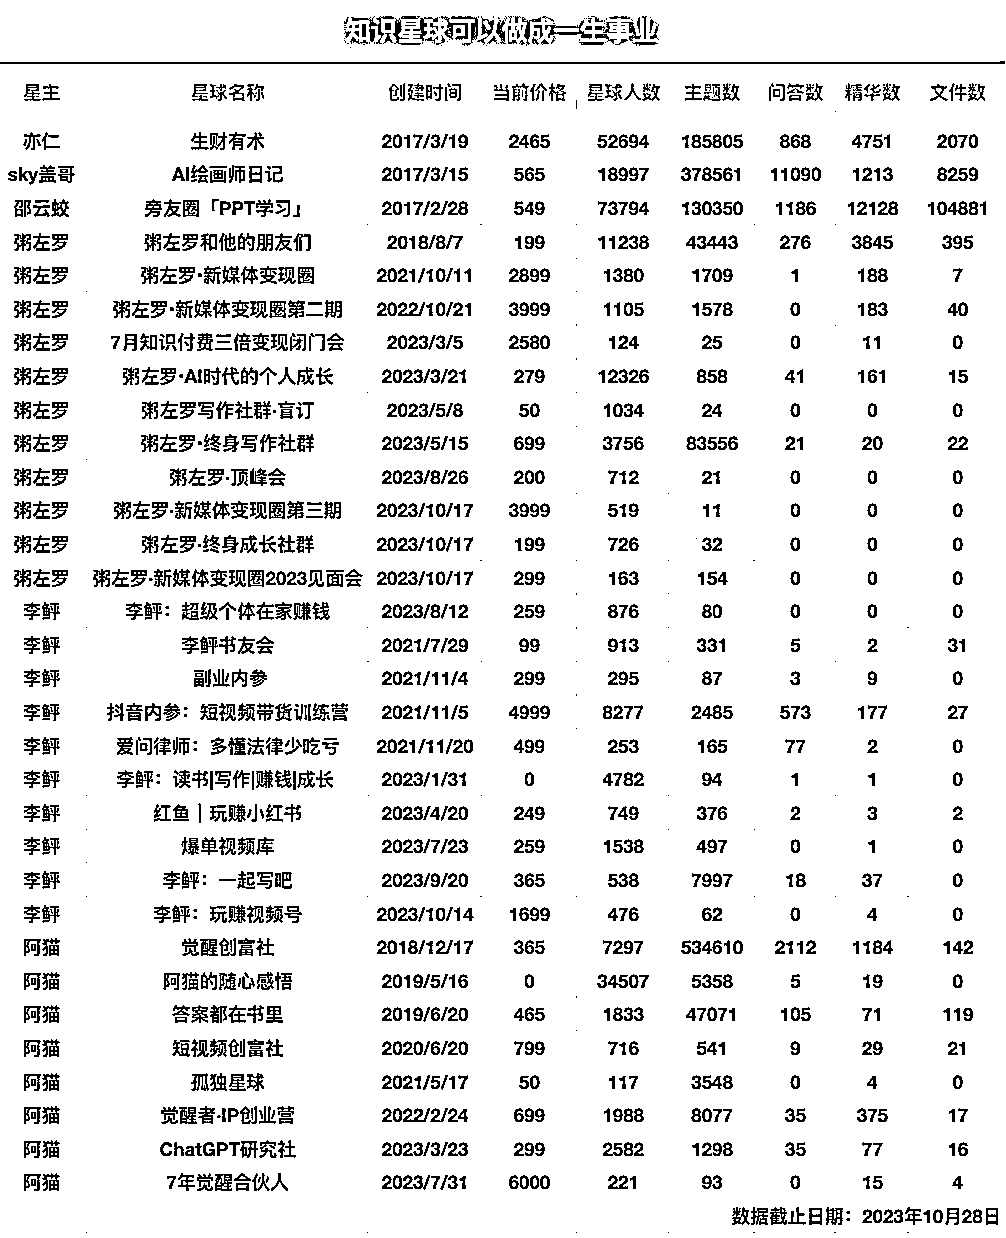 知识星球可以做成一生事业
星主 星球名称 创建时间 当前价格 星球人数 主题数 问答数 精华数 文件数
亦仁 生财有术 2017/3/19 2465 52694 185805 868 4751 2070
sky盖哥 AI绘画师日记 2017/3/15 565 18997 378561 11090 1213 8259
邵云蛟 旁友圈「PPT学习」 2017/2/28 549 73794 130350 1186 12128 104881
粥左罗 粥左罗和他的朋友们 2018/8/7 199 11238 43443 276 3845 395
粥左罗 粥左罗·新媒体变现圈 2021/10/11 2899 1380 1709 1 188 7
粥左罗 粥左罗·新媒体变现圈第二期 2022/10/21 3999 1105 1578 0 183 40
粥左罗 7月知识付费三倍变现闭门会 2023/3/5 2580 124 25 0 11 0
粥左罗 粥左罗·AI时代的个人成长 2023/3/21 279 12326 858 41 161 15
粥左罗 粥左罗写作社群·盲订 2023/5/8 50 1034 24 0 0 0
粥左罗 粥左罗·终身写作社群 2023/5/15 699 3756 83556 21 20 22
粥左罗 粥左罗·顶峰会 2023/8/26 200 712 21 0 0 0
粥左罗 粥左罗·新媒体变现圈第三期 2023/10/17 3999 519 11 0 0 0
粥左罗 粥左罗·终身成长社群 2023/10/17 199 726 32 0 0 0
粥左罗 粥左罗·新媒体变现圈2023见面会 2023/10/17 299 163 154 0 0 0
李鲆 李鲆：超级个体在家赚钱 2023/8/12 259 876 80 0 0 0
李鲆 李鲆书友会 2021/7/29 99 913 331 5 2 31
李鲆 副业内参 2021/11/4 299 295 87 3 9 0
李鲆 抖音内参：短视频带货训练营 2021/11/5 4999 8277 2485 573 177 27
李鲆 爱问律师：多懂法律少吃亏 2021/11/20 499 253 165 77 2 0
李鲆 李鲆：读书|写作|赚钱|成长 2023/1/31 0 4782 94 1 1 0
李鲆 红鱼｜玩赚小红书 2023/4/20 249 749 376 2 3 2
李鲆 爆单视频库 2023/7/23 259 1538 497 0 1 0
李鲆 李鲆：一起写吧 2023/9/20 365 538 7997 18 37 0
李鲆 李鲆：玩赚视频号 2023/10/14 1699 476 62 0 4 0
阿猫 觉醒创富社 2018/12/17 365 7297 534610 2112 1184 142
阿猫 阿猫的随心感悟 2019/5/16 0 34507 5358 5 19 0
阿猫 答案都在书里 2019/6/20 465 1833 47071 105 71 119
阿猫 短视频创富社 2020/6/20 799 716 541 9 29 21
阿猫 孤独星球 2021/5/17 50 117 3548 0 4 0
阿猫 觉醒者·IP创业营 2022/2/24 699 1988 8077 35 375 17
阿猫 ChatGPT研究社 2023/3/23 299 2582 1298 35 77 16
阿猫 7年觉醒合伙人 2023/7/31 6000 221 93 0 15 4
数据截止日期：2023年10月28日